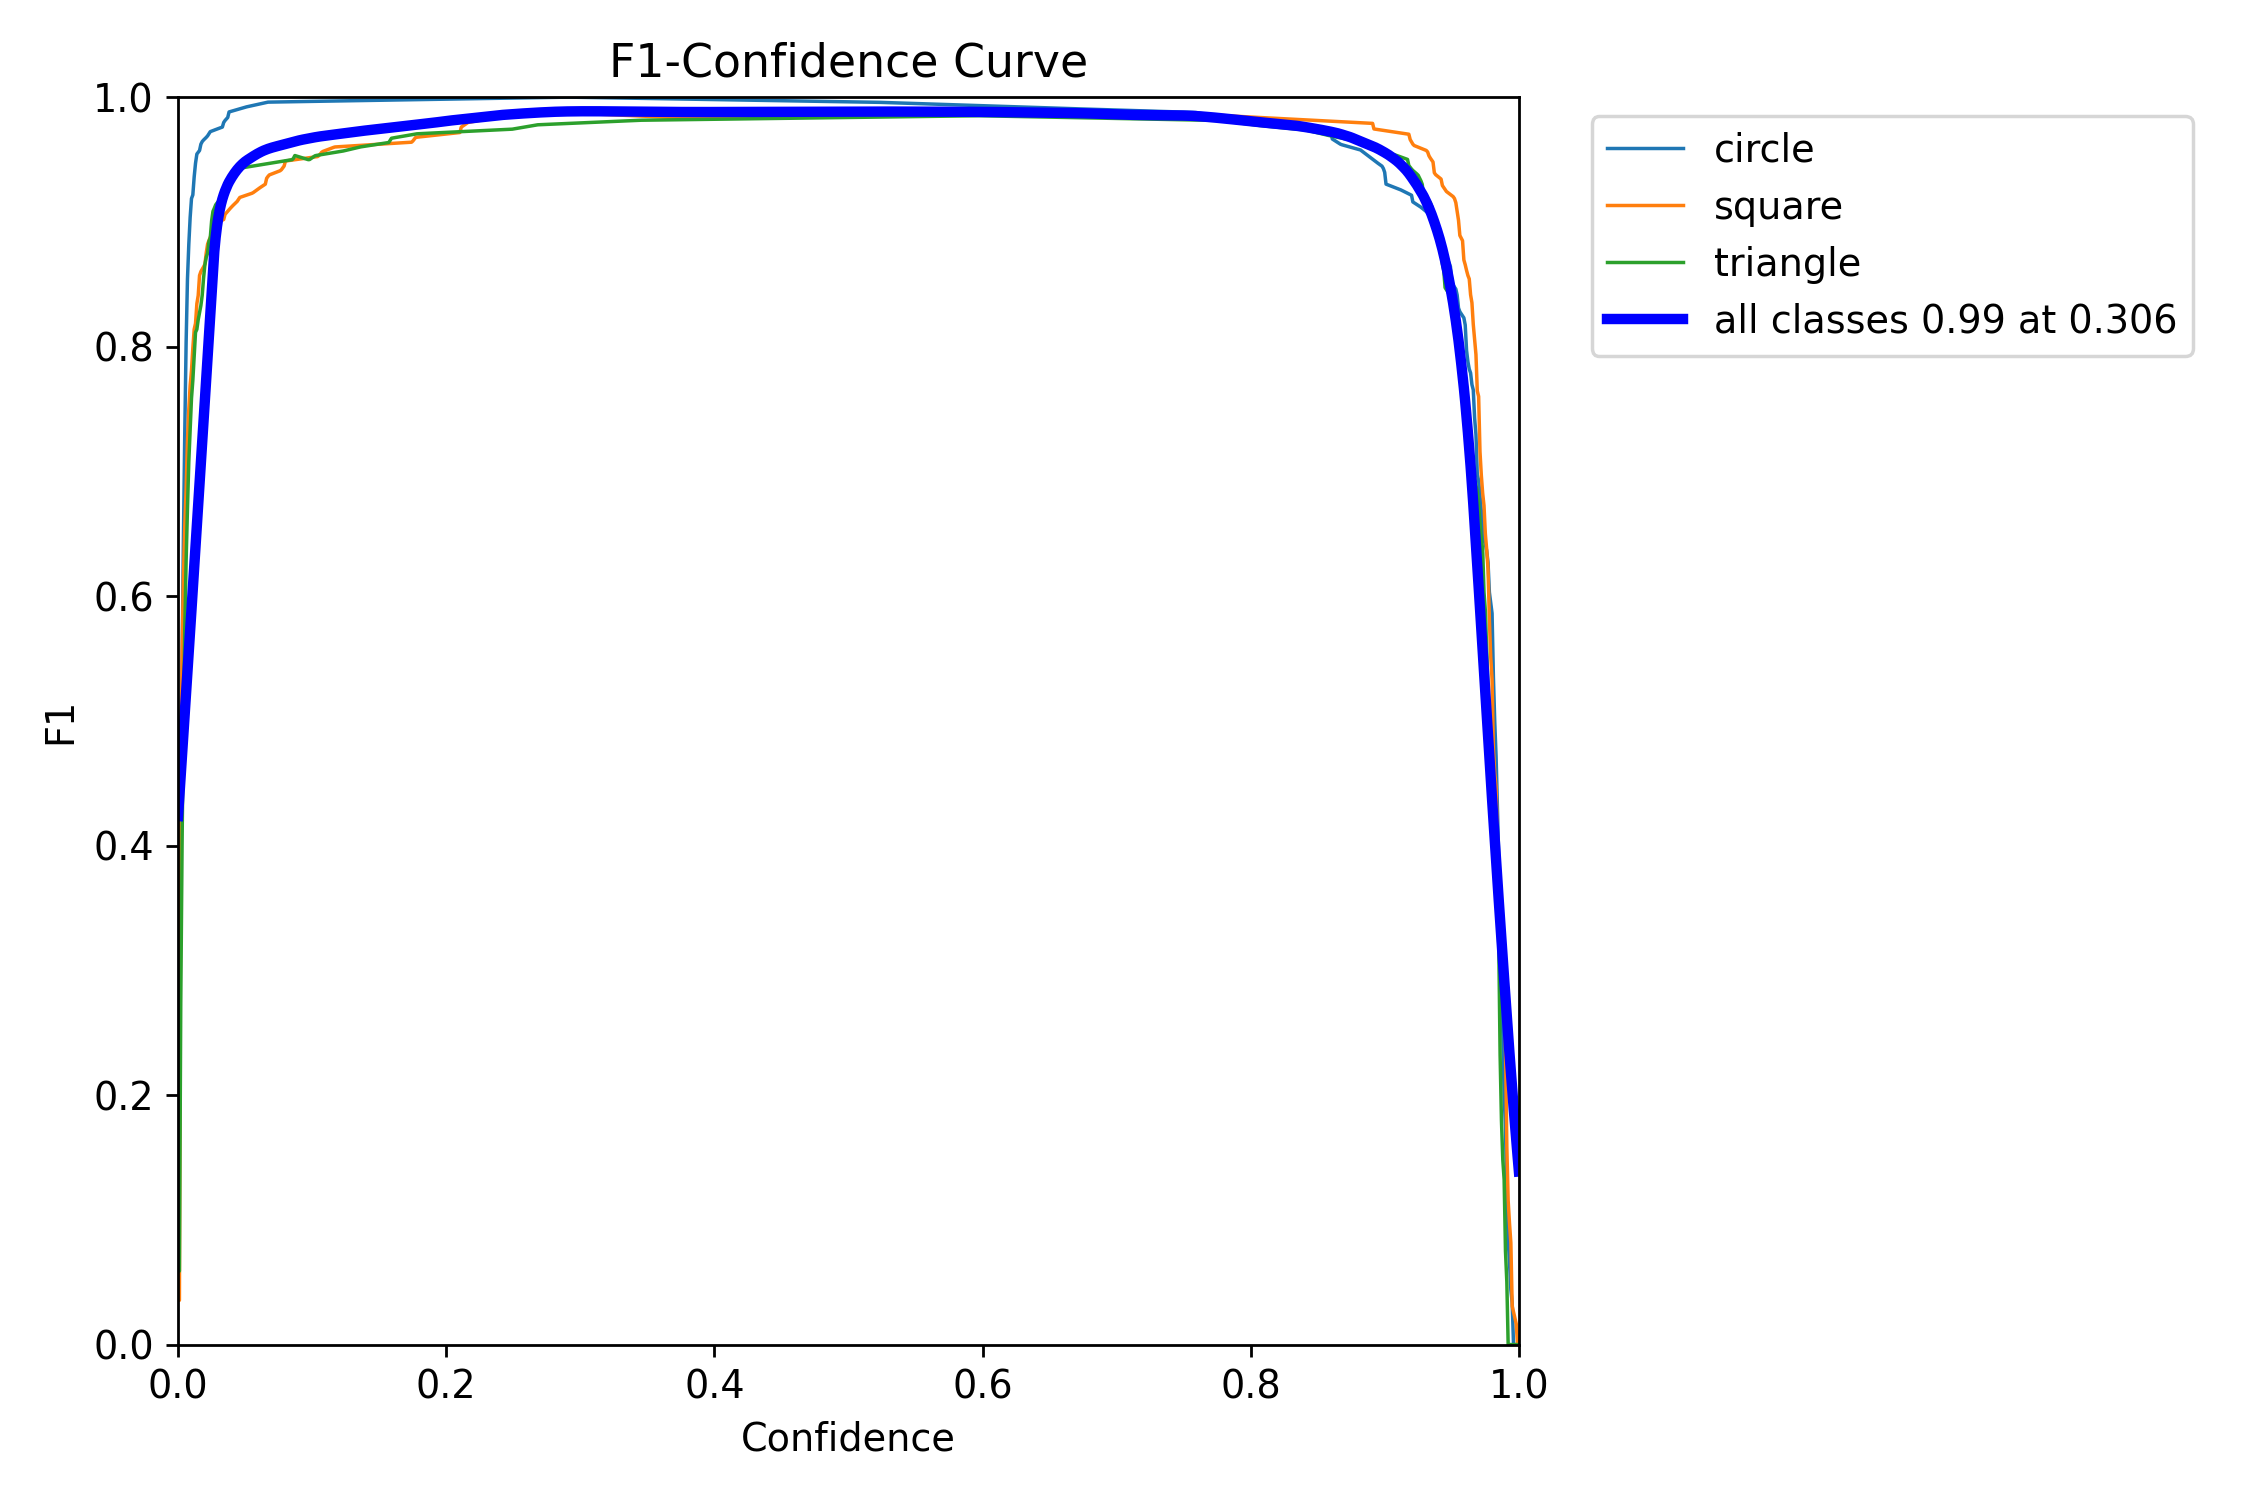 F1-Confidence Curve
1.0
0.8
0.6
0.4
0.2
0.0
F1
0.0 0.2 0.4 0.6 0.8 1.0
Confidence
circle
square
triangle
all classes 0.99 at 0.306